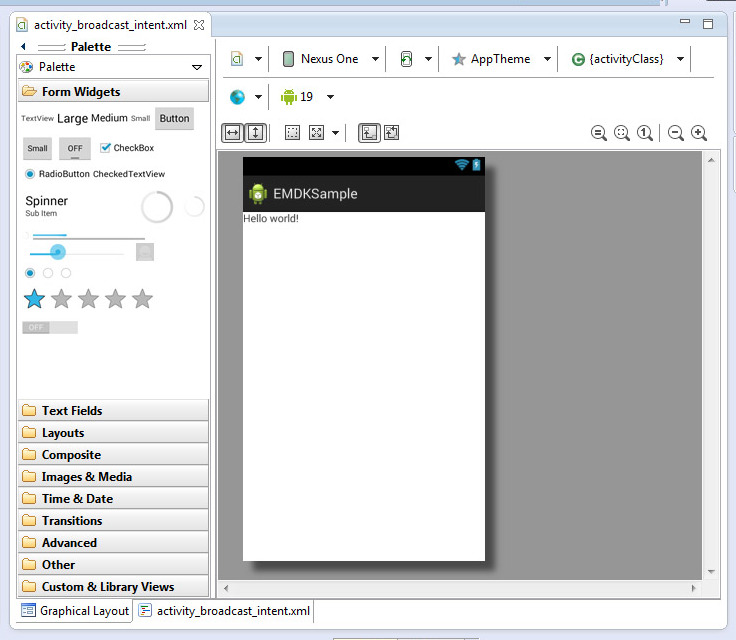 activity_broadcast_intent.xml
Palette
Palette
Nexus One
AppTheme
{activityClass}
19
Form Widgets
TextView Large Medium Small Button
Small OFF CheckBox
RadioButton CheckedTextView
Spinner
Sub Item
OFF
EMDKSample
Hello world!
Text Fields
Layouts
Composite
Images & Media
Time & Date
Transitions
Advanced
Other
Custom & Library Views
Graphical Layout activity_broadcast_intent.xml